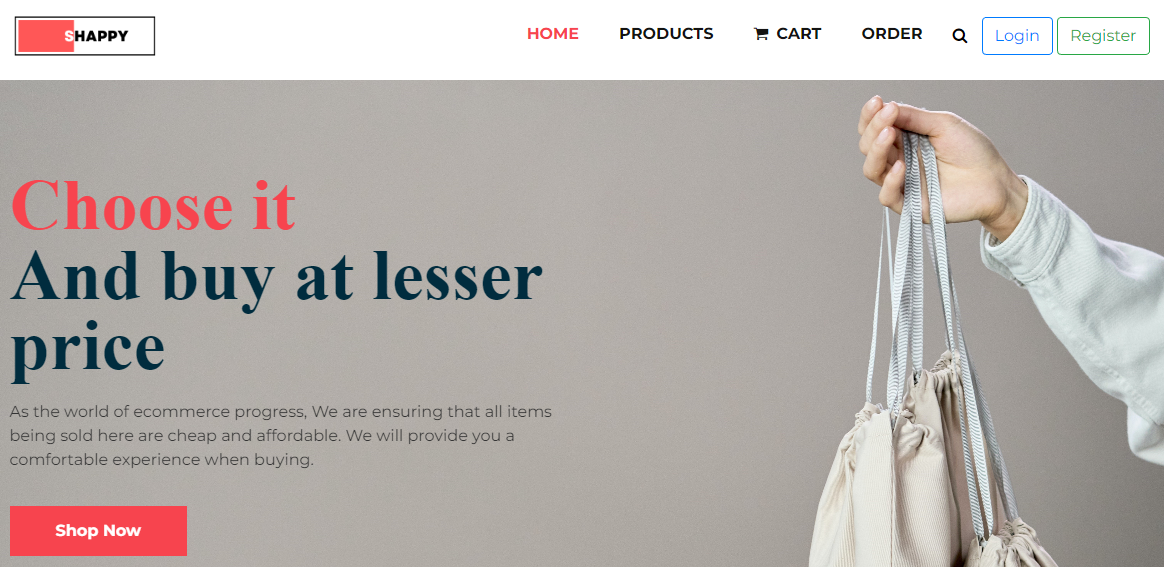 SHAPPY
HOME PRODUCTS CART ORDER Login Register
Choose it
And buy at lesser
price
As the world of ecommerce progress, We are ensuring that all items
being sold here are cheap and affordable. We will provide you a
comfortable experience when buying.
Shop Now